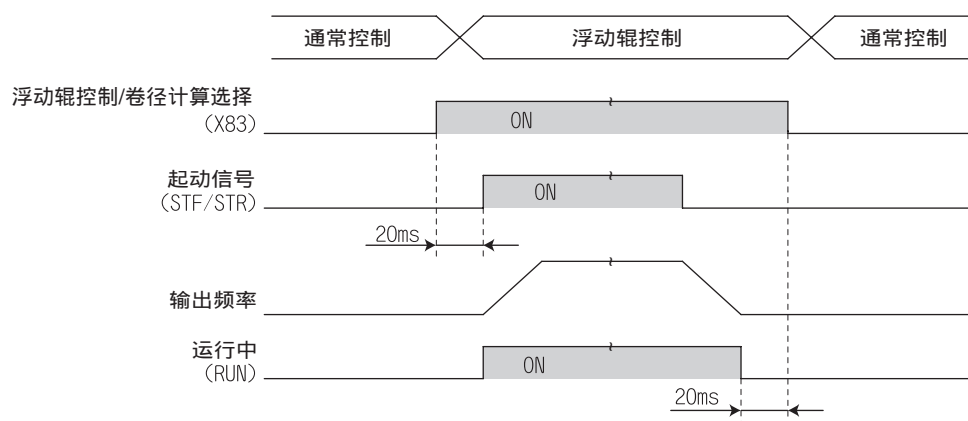 通常控制 浮动辊控制 通常控制
浮动辊控制/卷径计算选择
(X83)
ON
起动信号
(STF/STR)
ON
20ms
输出频率
运行中
(RUN)
ON
20ms